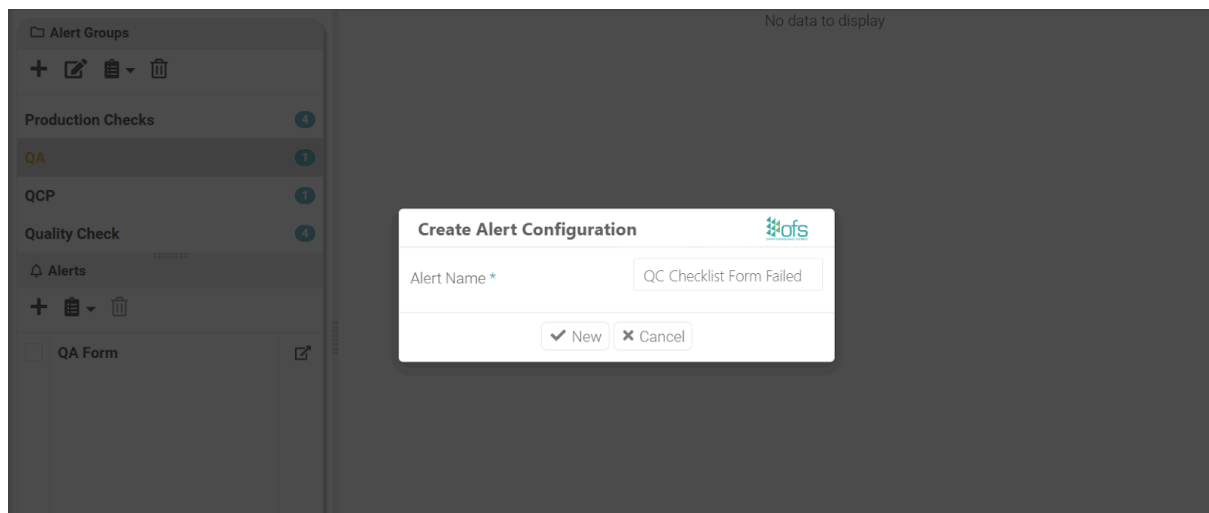 No data to display
Alert Groups
Production Checks 4
QA 1
QCP 1
Quality Check 4
Alerts
QA Form
Create Alert Configuration ofs
Alert Name * QC Checklist Form Failed
New Cancel